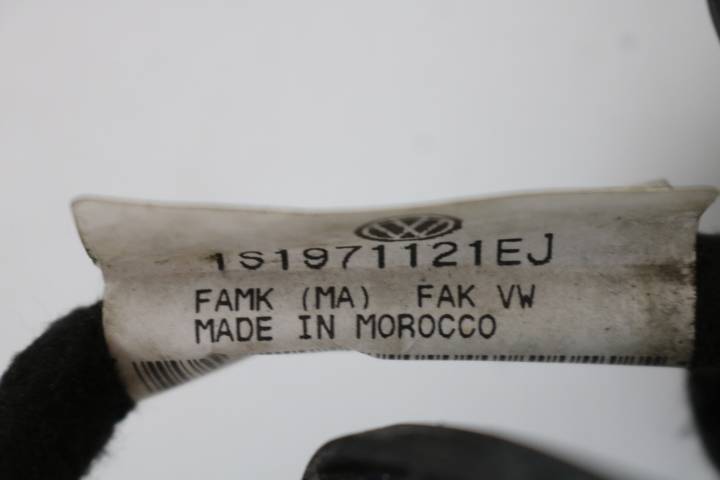 1S1971121EJ
FAMK (MA) FAK VW
MADE IN MOROCCO